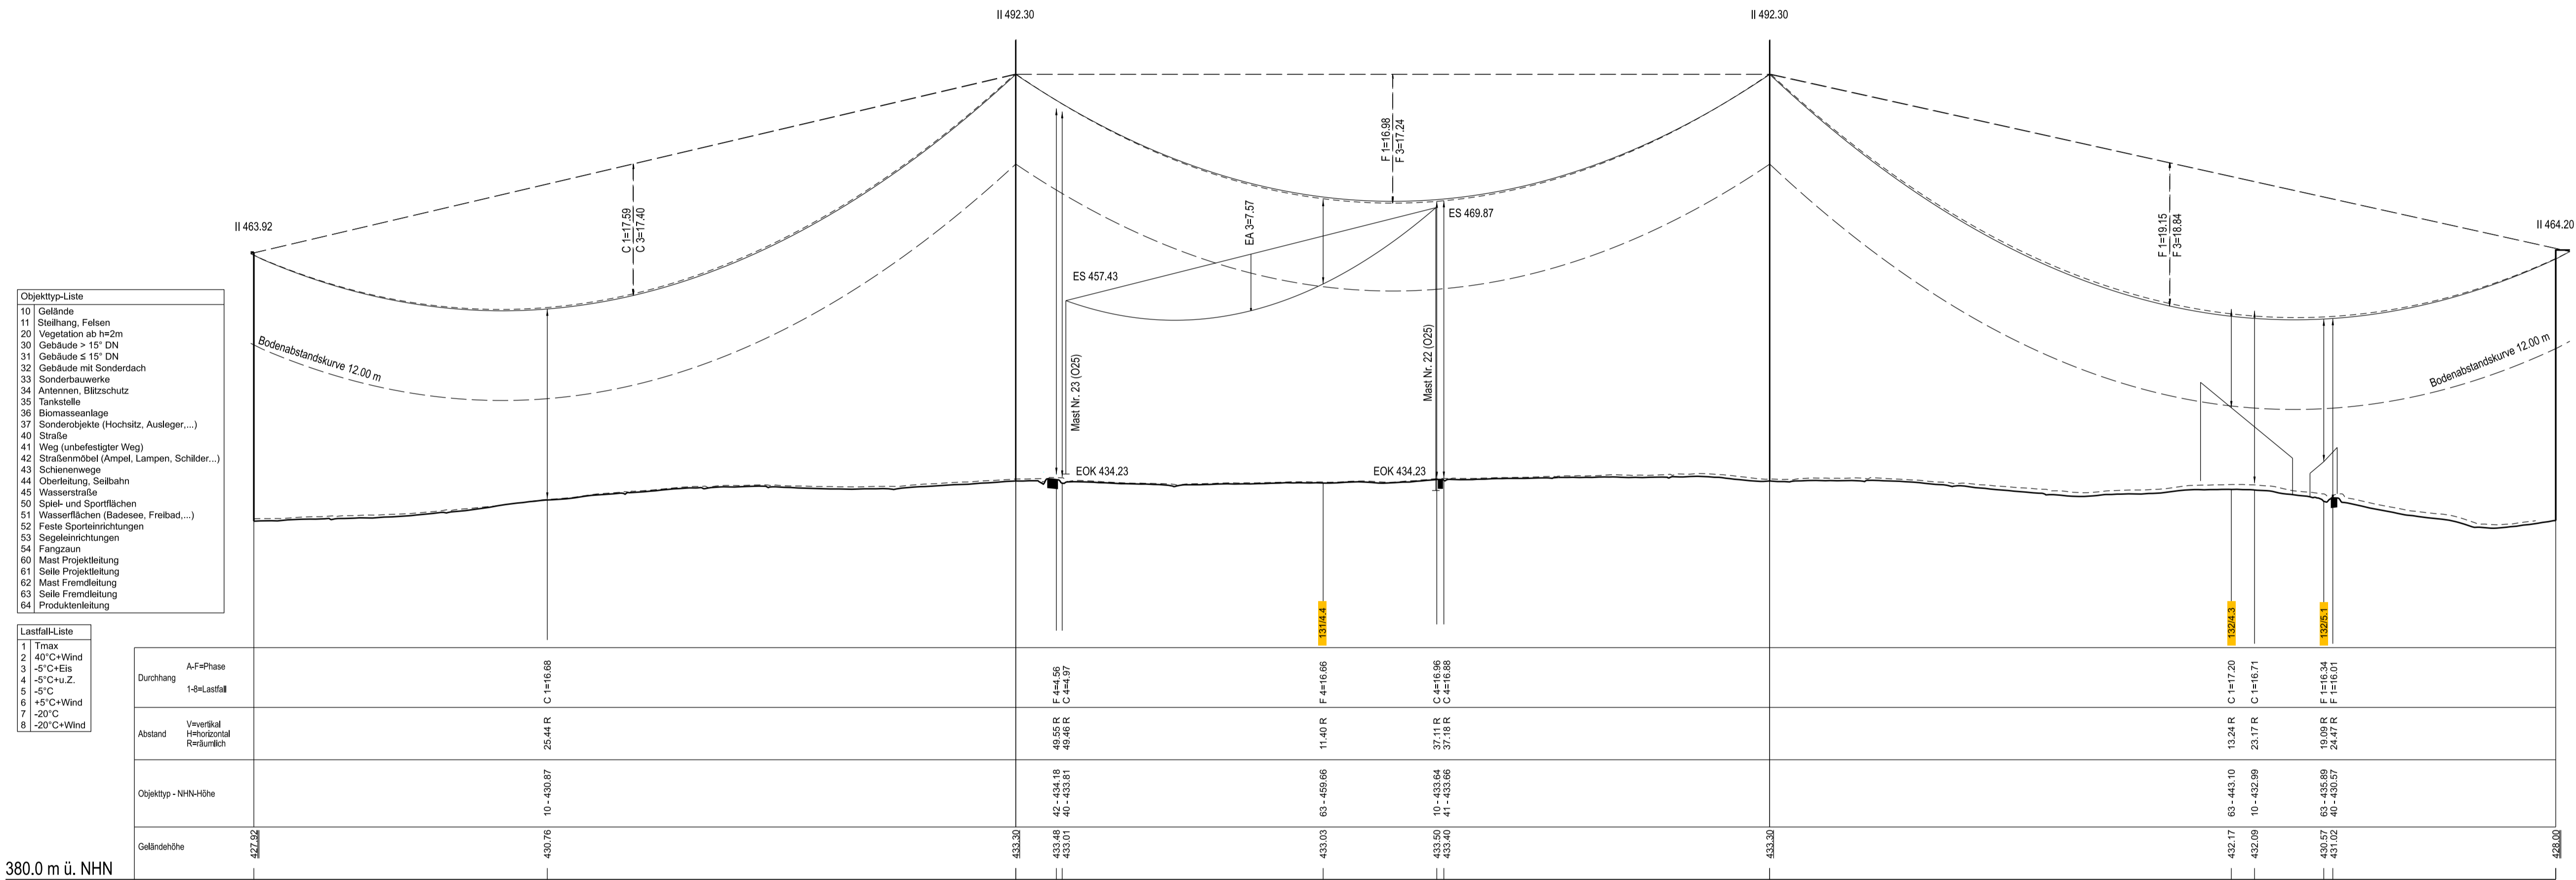 II 492.30
II 492.30
F 1=16.98
F 3=17.24
C 1=17.59
C 3=17.40
F 1=19.15
F 3=18.84
II 463.92
II 464.20
ES 469.87
EA 3=7.57
ES 457.43
Bodenabstandskurve 12.00 m
Bodenabstandskurve 12.00 m
Mast Nr. 23 (O25)
Mast Nr. 22 (O25)
EOK 434.23
EOK 434.23
Objekttyp-Liste
10 Gelände
11 Steilhang, Felsen
20 Vegetation ab h=2m
30 Gebäude > 15° DN
31 Gebäude ≤ 15° DN
32 Gebäude mit Sonderdach
33 Sonderbauwerke
34 Antennen, Blitzschutz
35 Tankstelle
36 Biomasseanlage
37 Sonderobjekte (Hochsitz, Ausleger,...)
40 Straße
41 Weg (unbefestigter Weg)
42 Straßenmöbel (Ampel, Lampen, Schilder...)
43 Schienenwege
44 Oberleitung, Seilbahn
45 Wasserstraße
50 Spiel- und Sportflächen
51 Wasserflächen (Badesee, Freibad,...)
52 Feste Sporteinrichtungen
53 Segeleinrichtungen
54 Fangzaun
60 Mast Projektleitung
61 Seile Projektleitung
62 Mast Fremdleitung
63 Seile Fremdleitung
64 Produktenleitung
Lastfall-Liste
1 Tmax
2 40°C+Wind
3 -5°C+Eis
4 -5°C+u.Z.
5 -5°C
6 +5°C+Wind
7 -20°C
8 -20°C+Wind
131/4.4
132/4.3
132/5.1
Durchhang
A-F=Phase
1-8=Lastfall
C 1=16.68
F 4=4.56
C 4=4.97
F 4=16.66
C 4=16.96
C 4=16.88
C 1=17.20
C 1=16.71
F 1=16.34
F 1=16.01
Abstand
V=vertikal
H=horizontal
R=räumlich
25.44 R
49.55 R
49.46 R
11.40 R
37.11 R
37.18 R
13.24 R
23.17 R
19.09 R
24.47 R
Objekttyp - NHN-Höhe
10 - 430.87
42 - 434.18
40 - 433.81
63 - 459.66
10 - 433.64
41 - 433.66
63 - 443.10
10 - 432.99
63 - 435.89
40 - 430.57
Geländehöhe
427.92
430.76
433.30
433.48
433.01
433.03
433.50
433.40
433.30
432.17
432.09
430.57
431.02
428.00
380.0 m ü. NHN